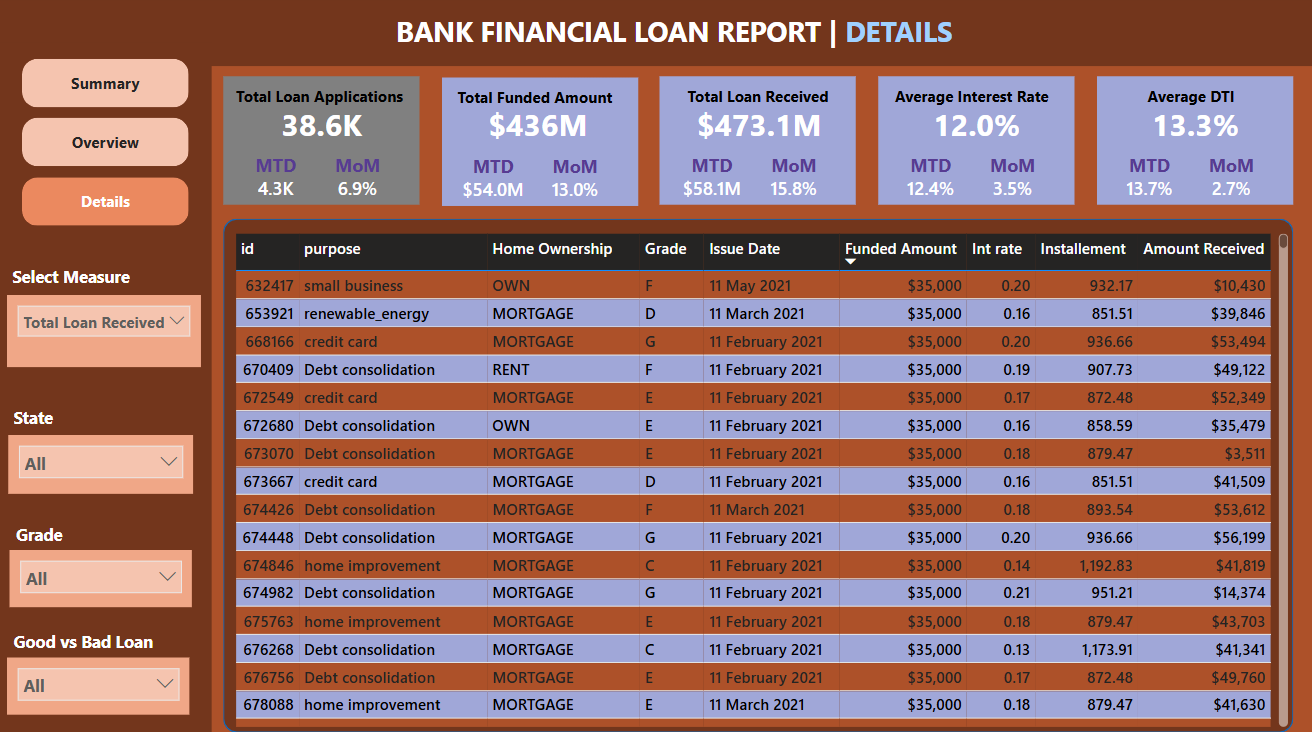 BANK FINANCIAL LOAN REPORT | DETAILS
Summary
Overview
Details
Total Loan Applications
38.6K
MTD MoM
4.3K 6.9%
Total Funded Amount
$436M
MTD MoM
$54.0M 13.0%
Total Loan Received
$473.1M
MTD MoM
$58.1M 15.8%
Average Interest Rate
12.0%
MTD MoM
12.4% 3.5%
Average DTI
13.3%
MTD MoM
13.7% 2.7%
Select Measure
Total Loan Received
State
All
Grade
All
Good vs Bad Loan
All
id purpose Home Ownership Grade Issue Date Funded Amount Int rate Installement Amount Received
632417 small business OWN F 11 May 2021 $35,000 0.20 932.17 $10,430
653921 renewable_energy MORTGAGE D 11 March 2021 $35,000 0.16 851.51 $39,846
668166 credit card MORTGAGE G 11 February 2021 $35,000 0.20 936.66 $53,494
670409 Debt consolidation RENT F 11 February 2021 $35,000 0.19 907.73 $49,122
672549 credit card MORTGAGE E 11 February 2021 $35,000 0.17 872.48 $52,349
672680 Debt consolidation OWN E 11 February 2021 $35,000 0.16 858.59 $35,479
673070 Debt consolidation MORTGAGE E 11 February 2021 $35,000 0.18 879.47 $3,511
673667 credit card MORTGAGE D 11 February 2021 $35,000 0.16 851.51 $41,509
674426 Debt consolidation MORTGAGE F 11 March 2021 $35,000 0.18 893.54 $53,612
674448 Debt consolidation MORTGAGE G 11 February 2021 $35,000 0.20 936.66 $56,199
674846 home improvement MORTGAGE C 11 February 2021 $35,000 0.14 1,192.83 $41,819
674982 Debt consolidation MORTGAGE G 11 February 2021 $35,000 0.21 951.21 $14,374
675763 home improvement MORTGAGE E 11 February 2021 $35,000 0.18 879.47 $43,703
676268 Debt consolidation MORTGAGE C 11 February 2021 $35,000 0.13 1,173.91 $41,341
676756 Debt consolidation MORTGAGE E 11 February 2021 $35,000 0.17 872.48 $49,760
678088 home improvement MORTGAGE E 11 March 2021 $35,000 0.18 879.47 $41,630